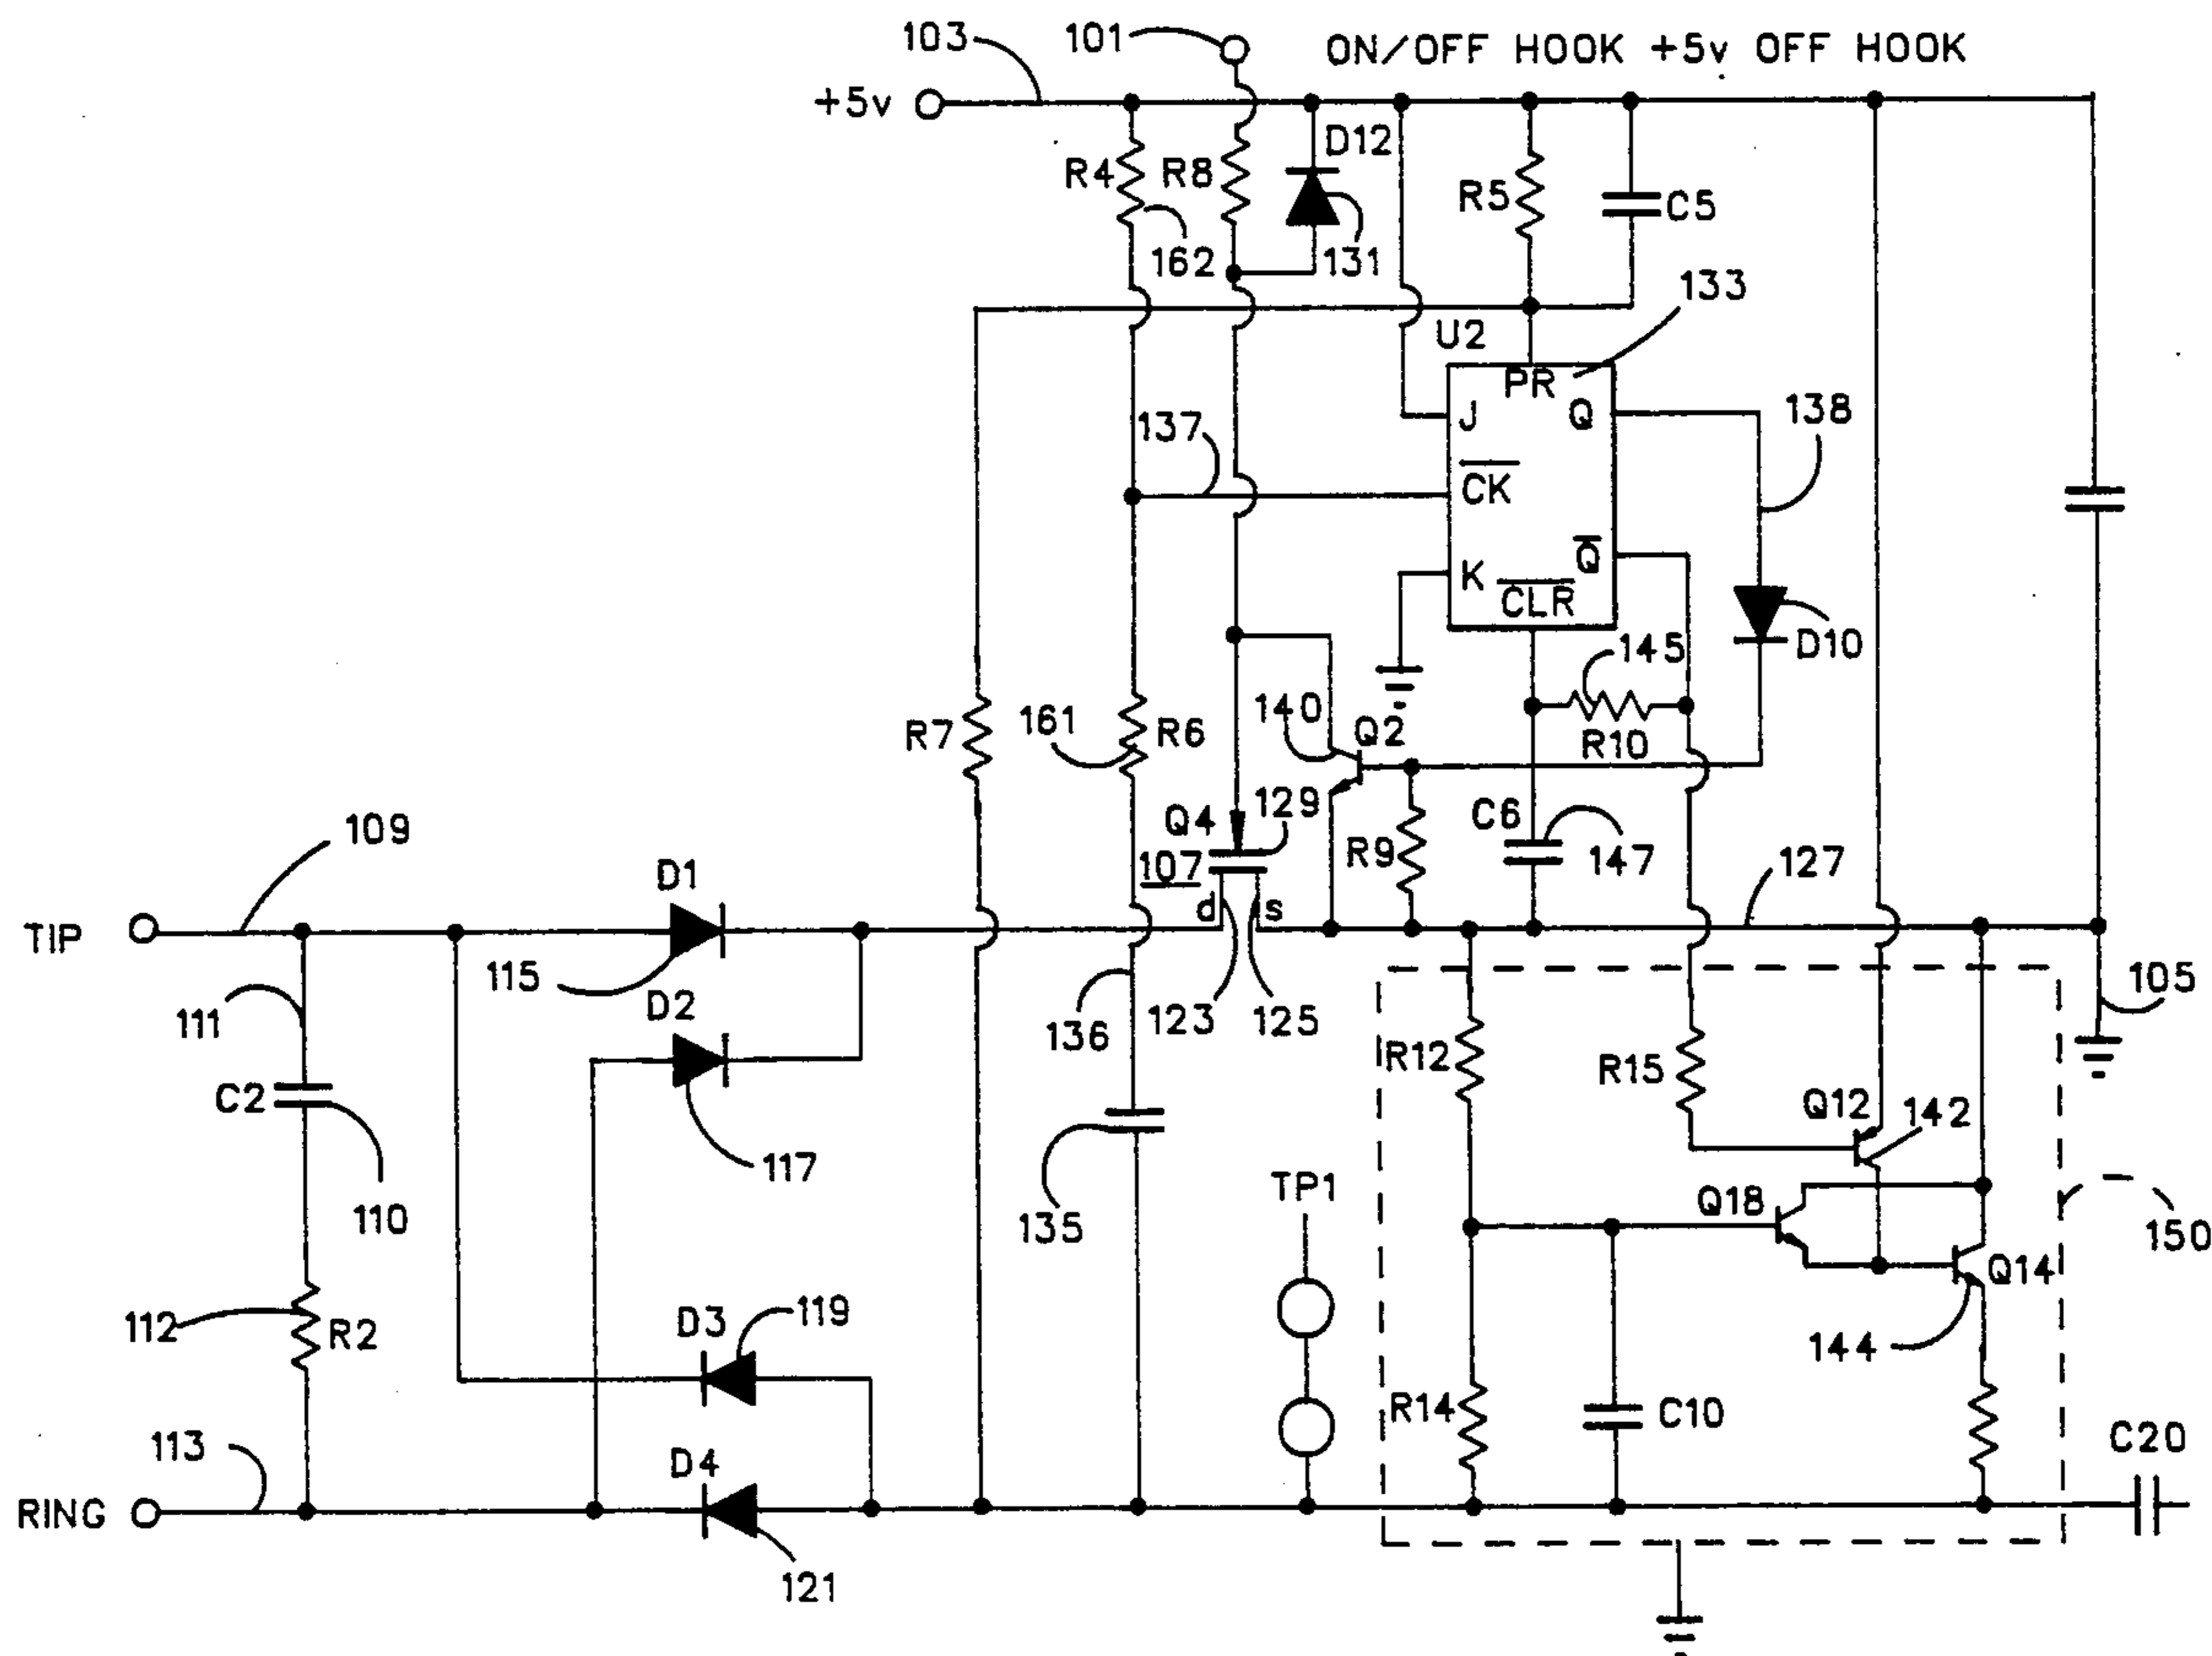 103
101
ON/OFF HOOK +5v OFF HOOK
+5v
R4
R8
D12
R5
C5
162
131
133
U2
PR
J
Q
138
137
CK
K
Q
CLR
D10
145
R7
161
R6
140
Q2
R10
Q4
129
C6
R9
147
107
127
109
D1
TIP
d
s
115
105
111
D2
136
123
125
R12
R15
C2
Q12
142
117
110
135
TP1
Q18
150
Q14
112
R2
D3
119
144
R14
C10
113
D4
C20
RING
121